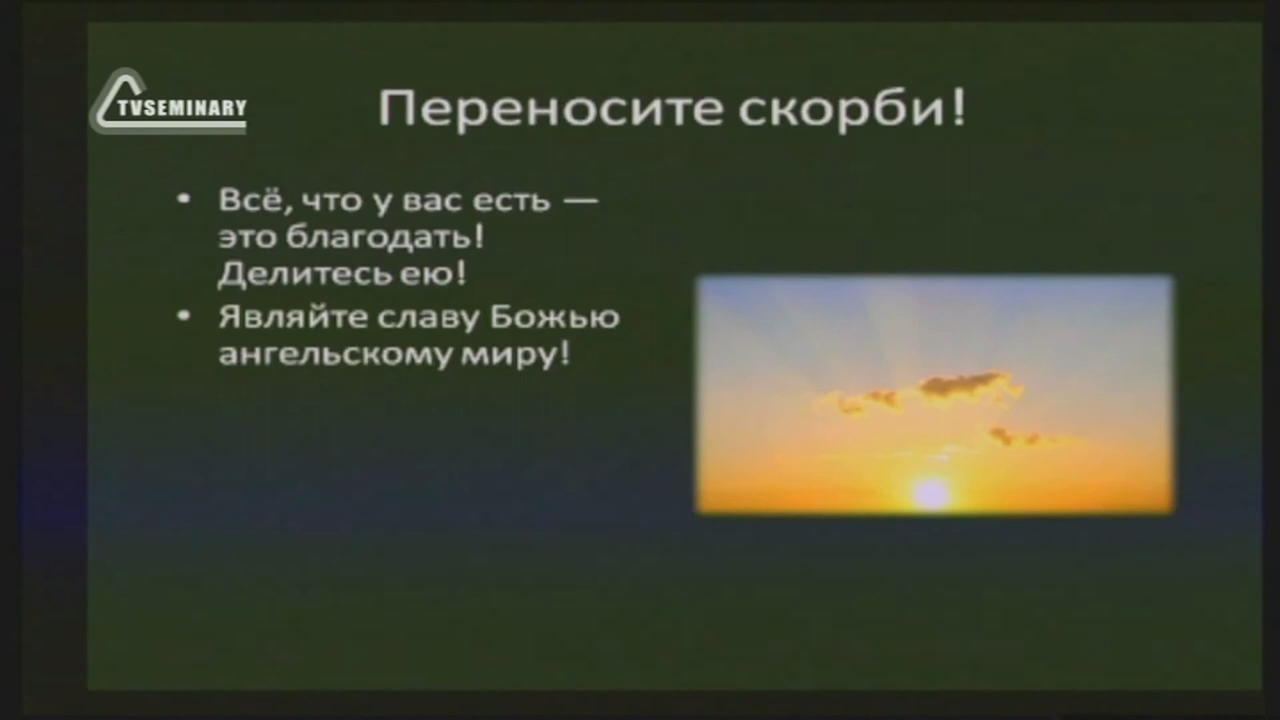 TVSEMINARY
Переносите скорби!
• Всё, что у вас есть —
это благодать!
Делитесь ею!
• Являйте славу Божью
ангельскому миру!